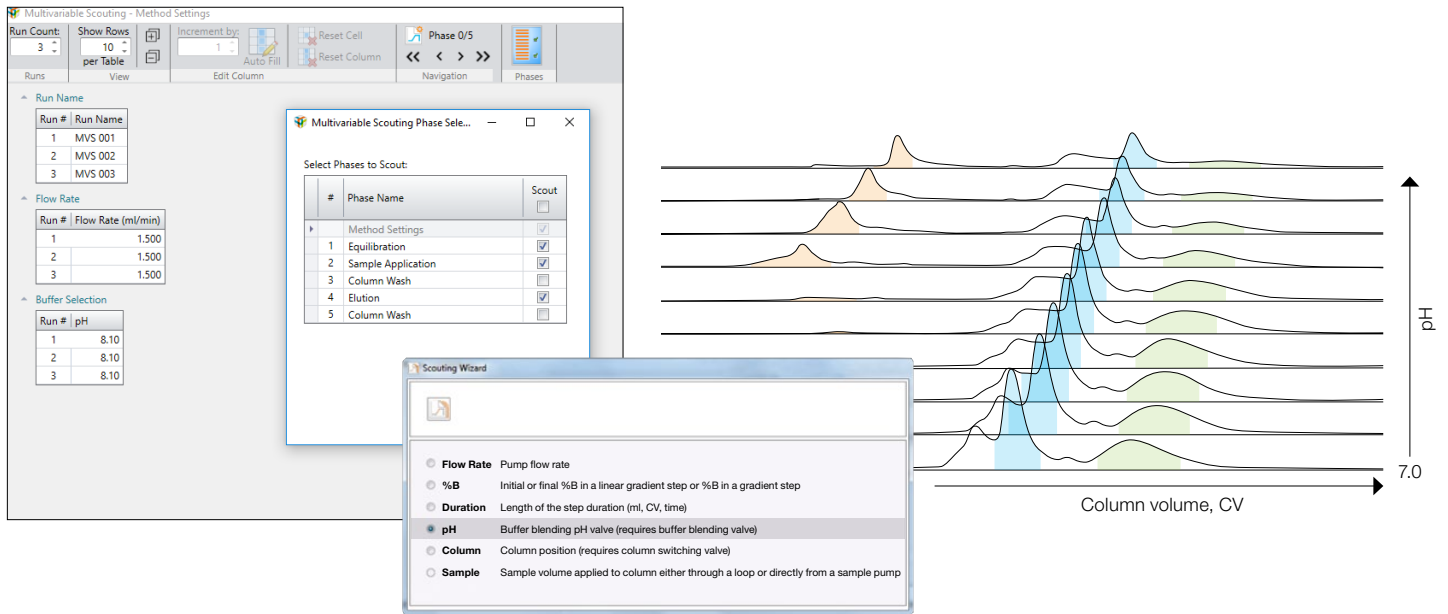 Multivariable Scouting - Method Settings
Run Count:
3
Runs
Show Rows
10
per Table
View
Increment by:
1
Auto Fill
Reset Cell
Reset Column
Edit Column
Phase 0/5
Navigation
Phases
Run Name
Run # Run Name
1 MVS 001
2 MVS 002
3 MVS 003
Flow Rate
Run # Flow Rate (ml/min)
1 1.500
2 1.500
3 1.500
Buffer Selection
Run # pH
1 8.10
2 8.10
3 8.10
Multivariable Scouting Phase Sele...
Select Phases to Scout:
# Phase Name Scout
Method Settings
1 Equilibration
2 Sample Application
3 Column Wash
4 Elution
5 Column Wash
Scouting Wizard
Flow Rate Pump flow rate
%B Initial or final %B in a linear gradient step or %B in a gradient step
Duration Length of the step duration (ml, CV, time)
pH Buffer blending pH valve (requires buffer blending valve)
Column Column position (requires column switching valve)
Sample Sample volume applied to column either through a loop or directly from a sample pump
pH
7.0
Column volume, CV